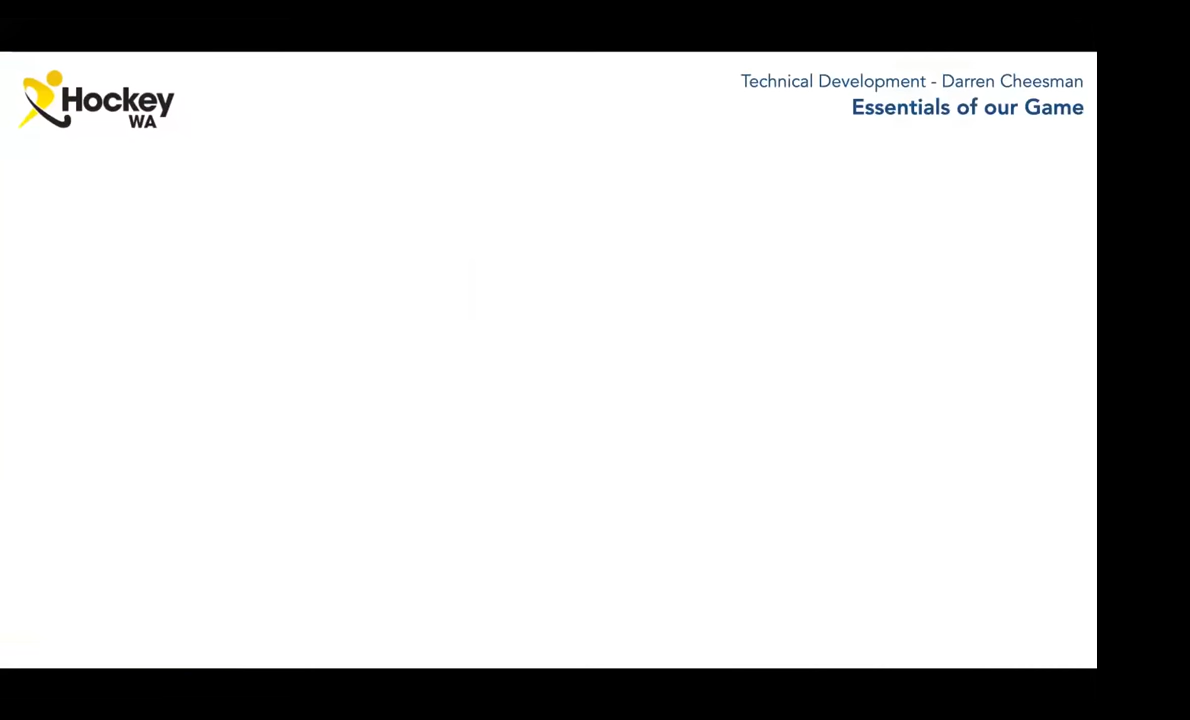 Hockey
WA
Technical Development - Darren Cheesman
Essentials of our Game